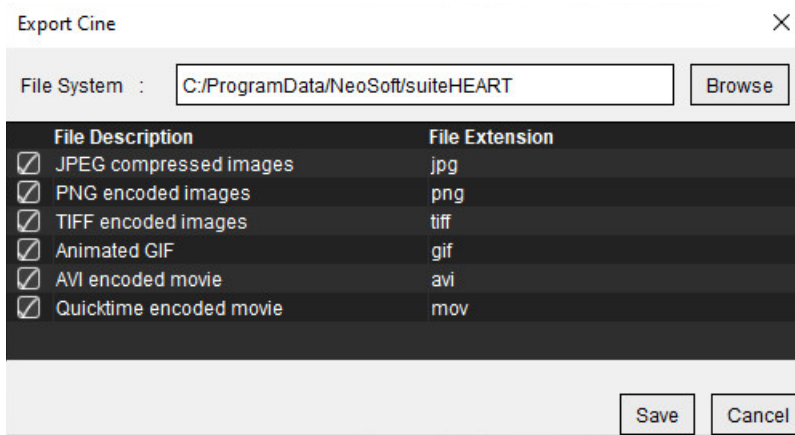 Export Cine
File System : C:/ProgramData/NeoSoft/suiteHEART Browse
File Description File Extension
JPEG compressed images jpg
PNG encoded images png
TIFF encoded images tiff
Animated GIF gif
AVI encoded movie avi
Quicktime encoded movie mov
Save Cancel